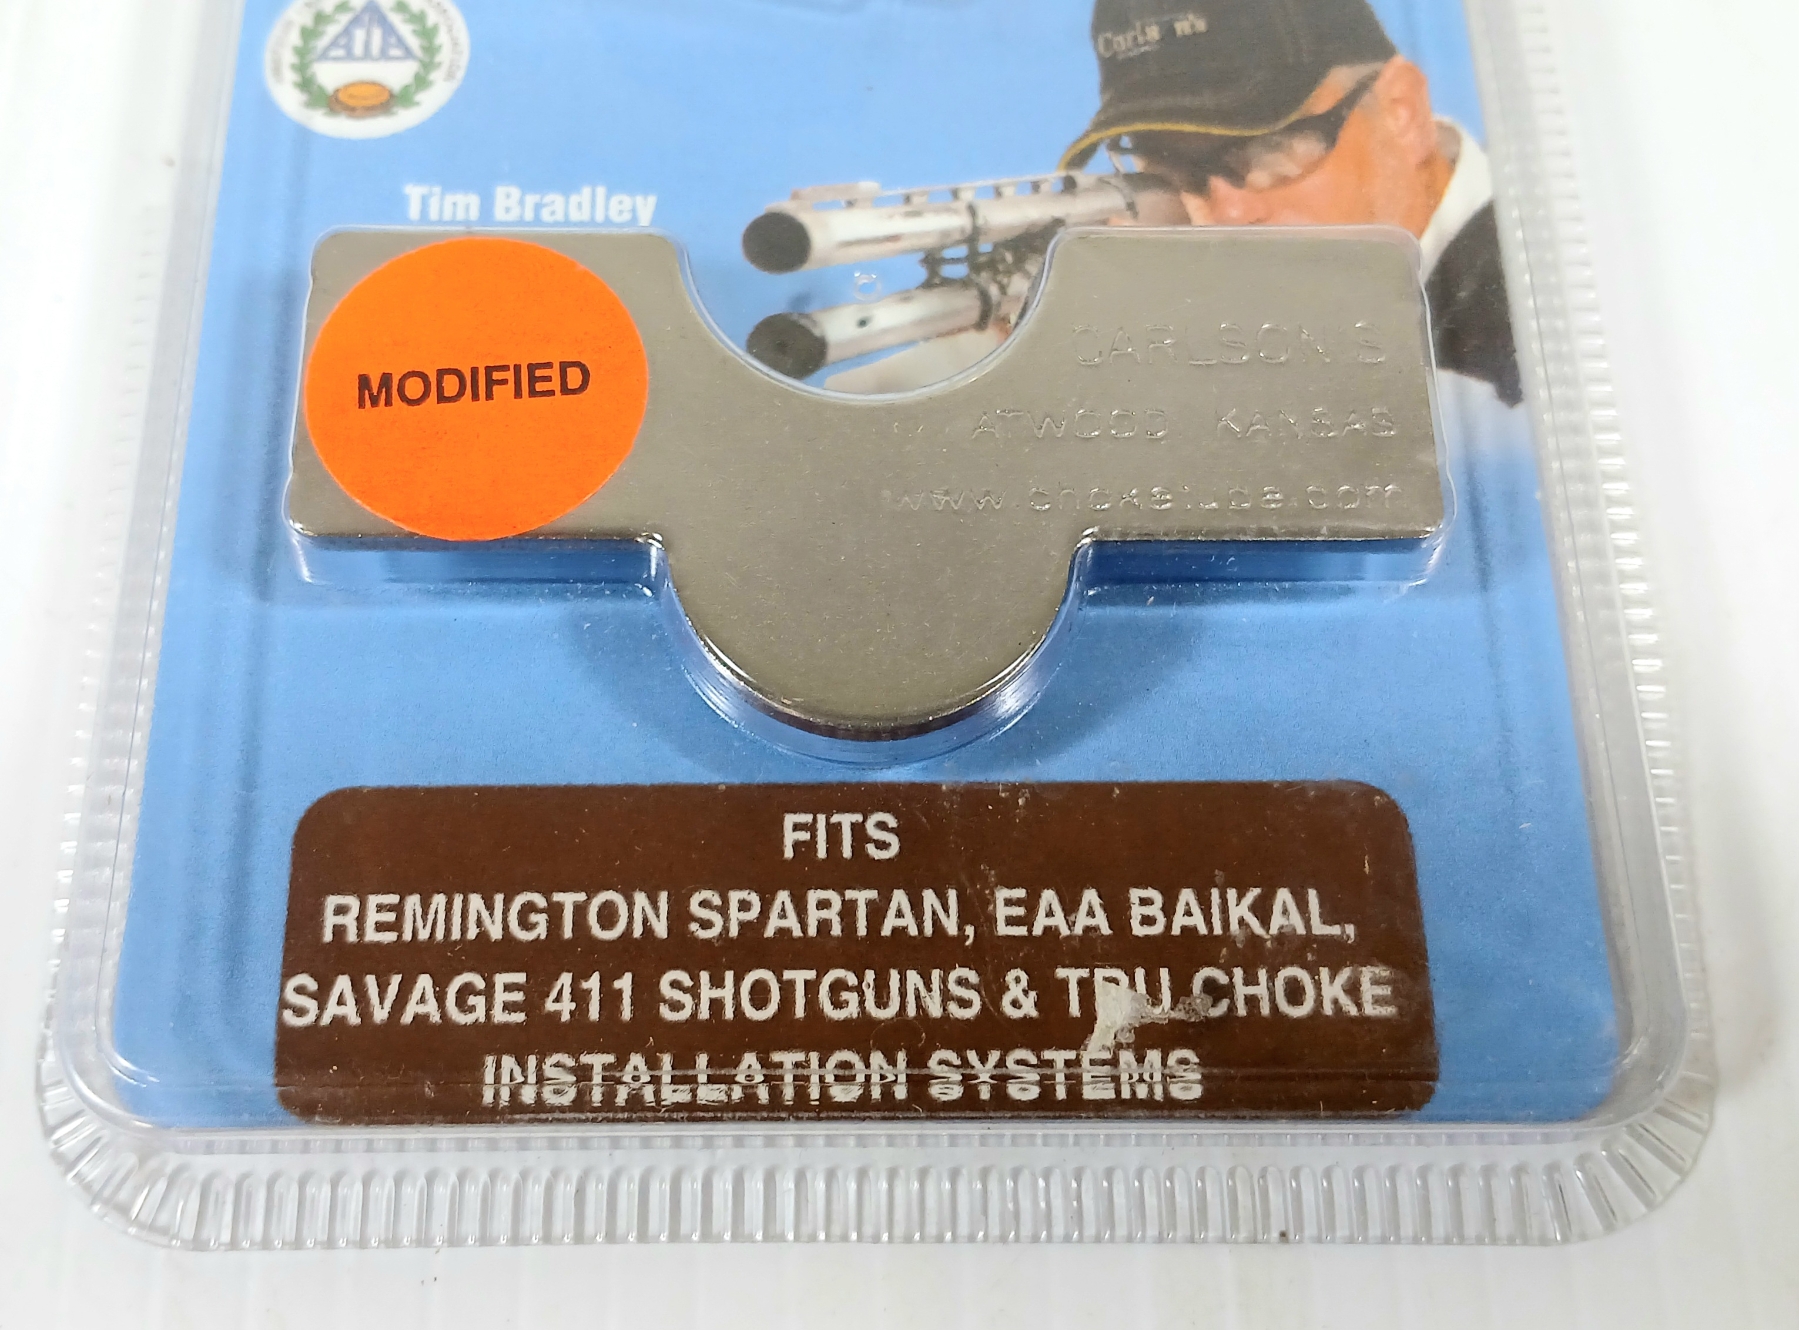 ATA
Carlson's
Tim Bradley
MODIFIED
CARLSON'S
ATWOOD KANSAS
www.choketube.com
FITS
REMINGTON SPARTAN, EAA BAIKAL,
SAVAGE 411 SHOTGUNS & TRU CHOKE
INSTALLATION SYSTEMS